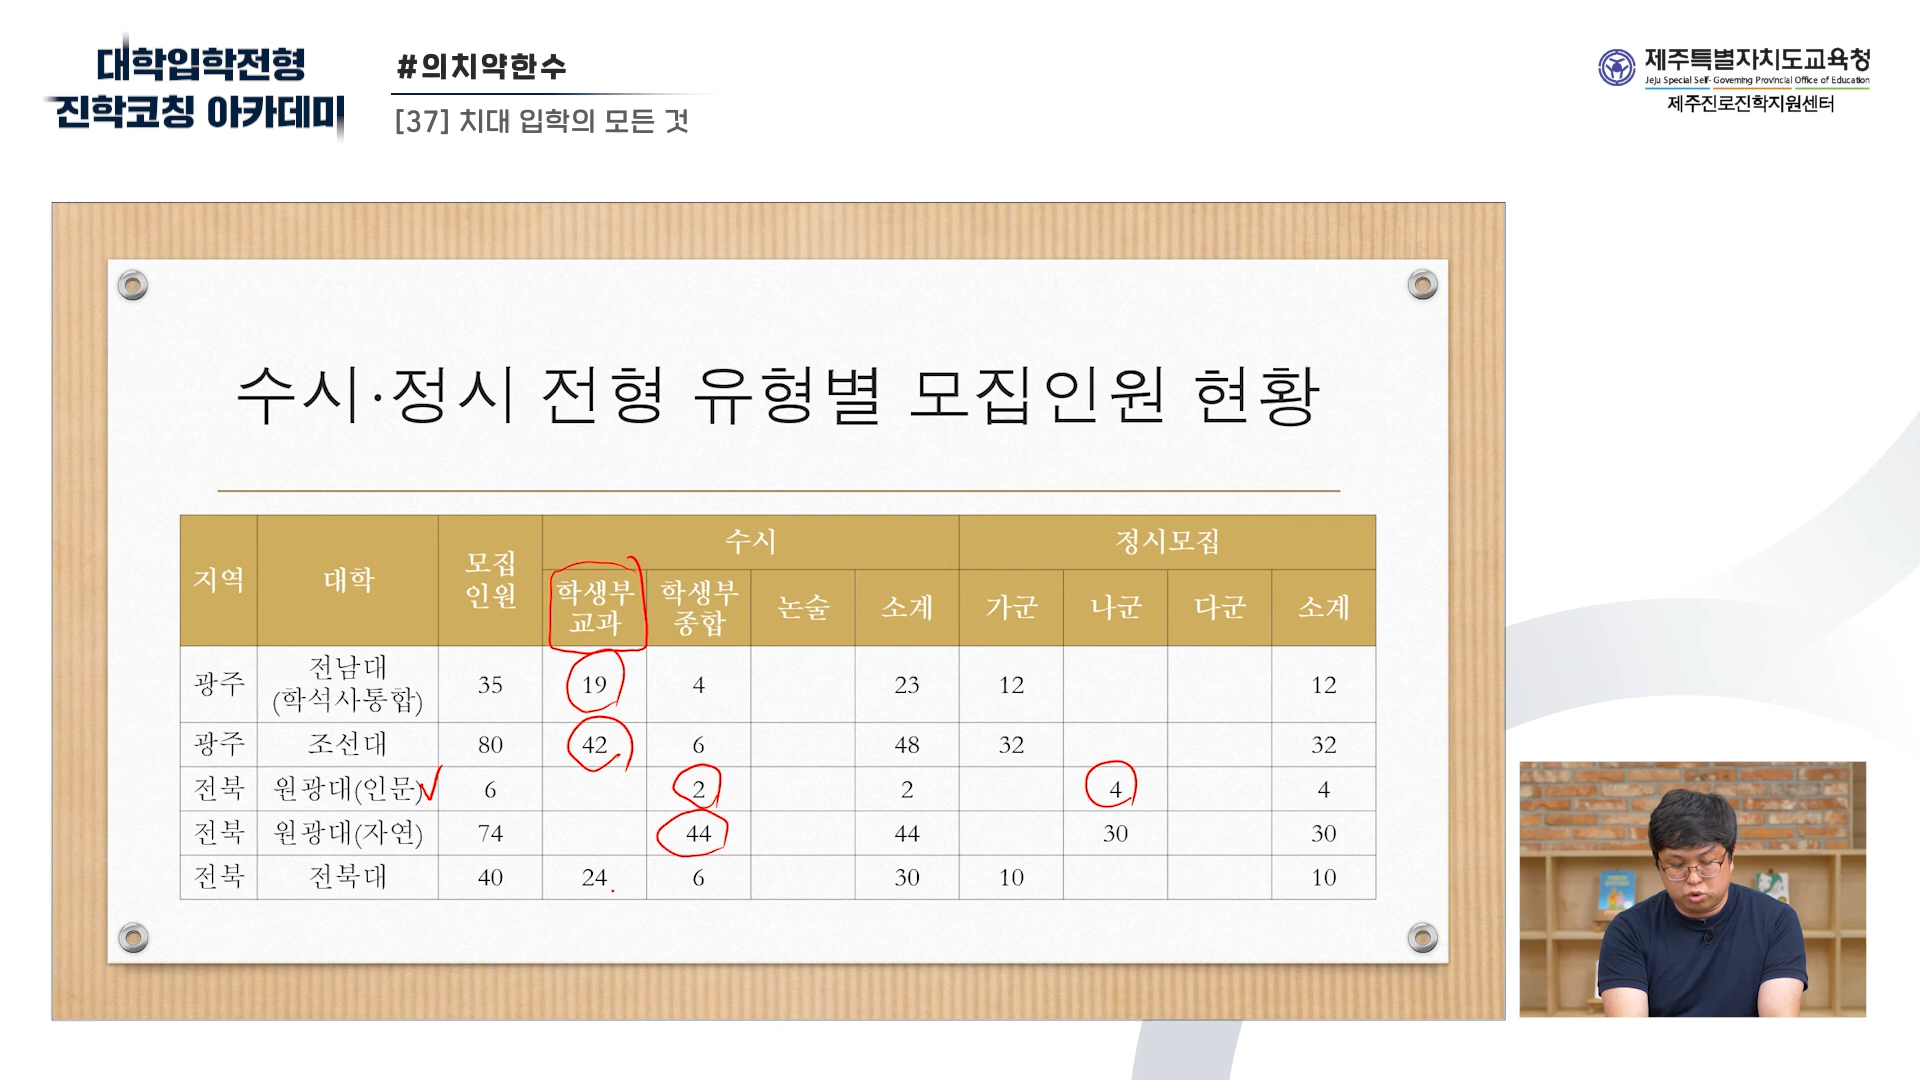 대학입학전형
진학코칭 아카데미
#의치약한수
[37] 치대 입학의 모든 것
제주특별자치도교육청
Jeju Special Self- Governing Provincial Office of Education
제주진로진학지원센터
수시·정시 전형 유형별 모집인원 현황
지역 대학 모집인원 수시 정시모집
학생부교과 학생부종합 논술 소계 가군 나군 다군 소계
광주 전남대(학석사통합) 35 19 4 23 12 12
광주 조선대 80 42 6 48 32 32
전북 원광대(인문) 6 2 2 4 4
전북 원광대(자연) 74 44 44 30 30
전북 전북대 40 24 6 30 10 10